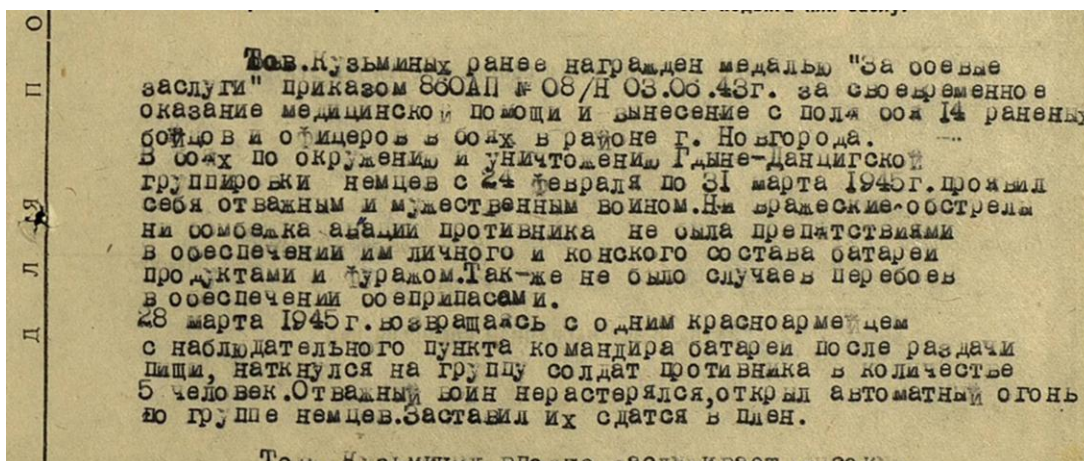 Тов.Кузьминых ранее награжден медалью "За боевые
заслуги" приказом 860АП № 08/Н 03.06.43г. за своевременное
оказание медицинской помощи и вынесение с поля боя 14 раненых
бойцов и офицеров в боях в районе г. Новгорода.
В боях по окружению и уничтожению Гдыне-Данцигской
группировки немцев с 24 февраля по 31 марта 1945г.проявил
себя отважным и мужественным воином.Ни вражеские обстрелы
ни бомбежка авиации противника не была препятствиями
в обеспечении им личного и конского состава батареи
продуктами и фуражом.Так-же не было случаев перебоев
в обеспечении боеприпасами.
28 марта 1945г.возвращаясь с одним красноармейцем
с наблюдательного пункта командира батареи после раздачи
пищи, наткнулся на группу солдат противника в количестве
5 человек.Отважный воин нерастерялся,открыл автоматный огонь
по группе немцев.Заставил их сдатся в плен.
Тов. Кузьминых
Д Л Я П О